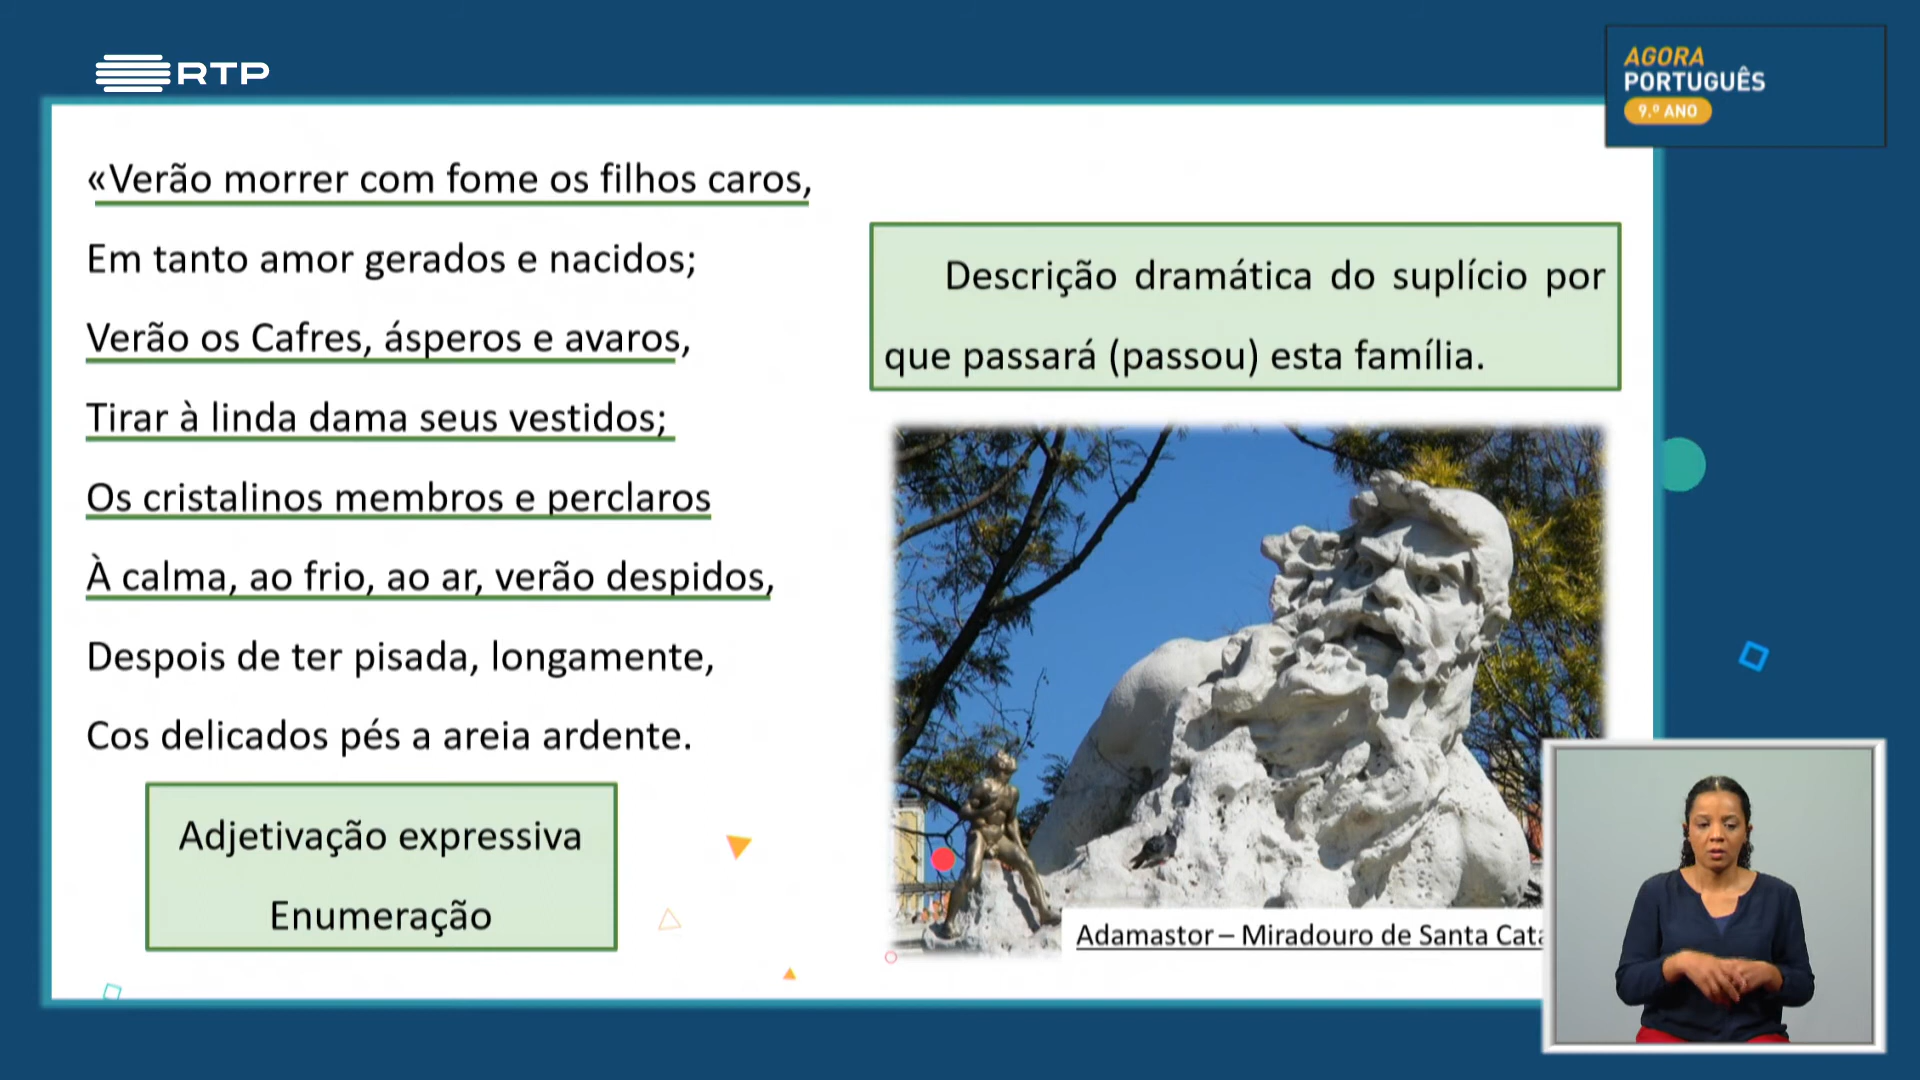 RTP
AGORA
PORTUGUÊS
9.º ANO
«Verão morrer com fome os filhos caros,
Em tanto amor gerados e nacidos;
Verão os Cafres, ásperos e avaros,
Tirar à linda dama seus vestidos;
Os cristalinos membros e perclaros
À calma, ao frio, ao ar, verão despidos,
Despois de ter pisada, longamente,
Cos delicados pés a areia ardente.
Adjetivação expressiva
Enumeração
Descrição dramática do suplício por
que passará (passou) esta família.
Adamastor – Miradouro de Santa